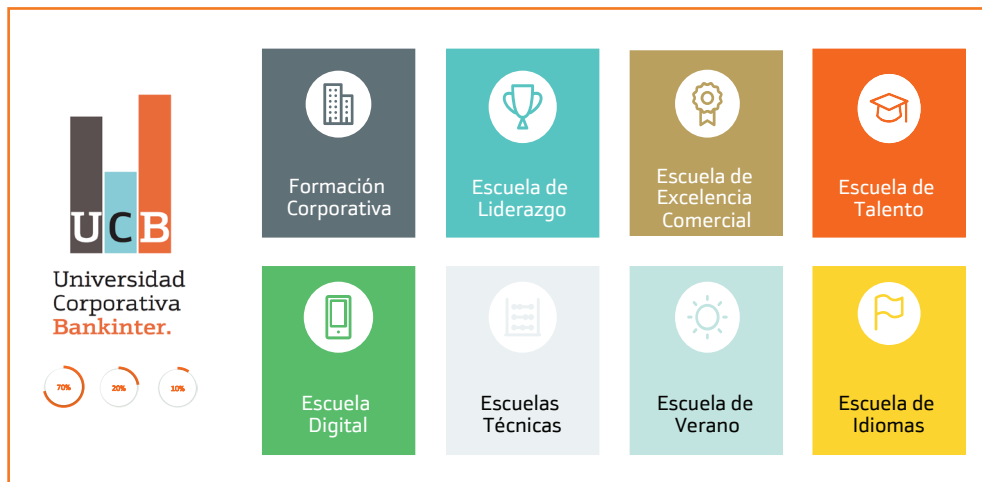 UCB
Universidad
Corporativa
Bankinter.
70%
20%
10%
Formación
Corporativa
Escuela de
Liderazgo
Escuela de
Excelencia
Comercial
Escuela de
Talento
Escuela
Digital
Escuelas
Técnicas
Escuela de
Verano
Escuela de
Idiomas